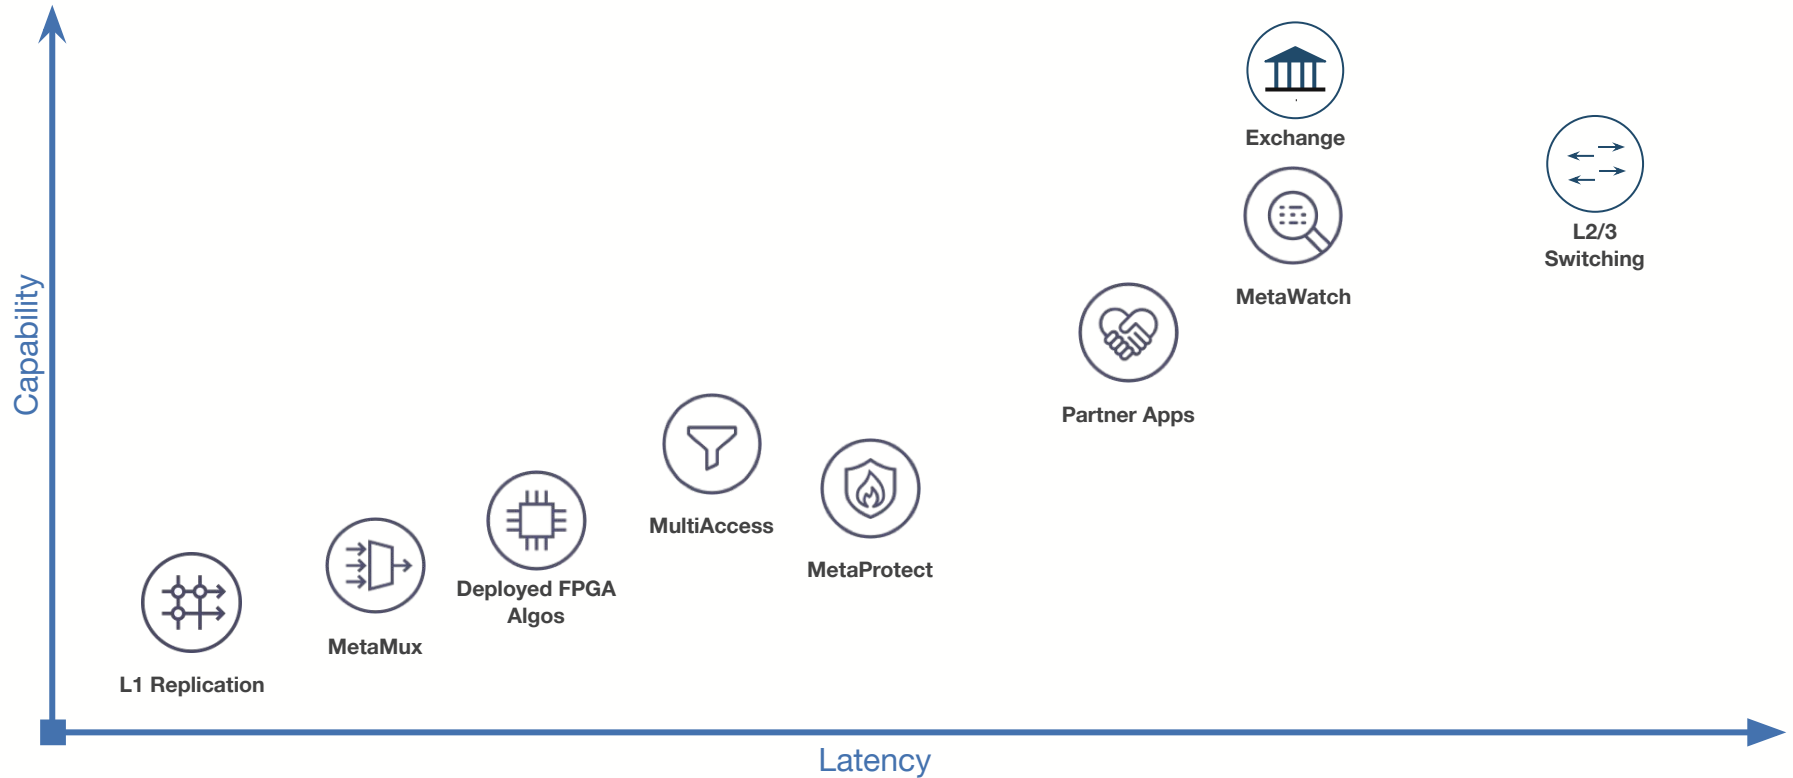 Exchange
L2/3
Switching
MetaWatch
Capability
Partner Apps
MultiAccess
MetaProtect
Deployed FPGA
Algos
MetaMux
L1 Replication
Latency